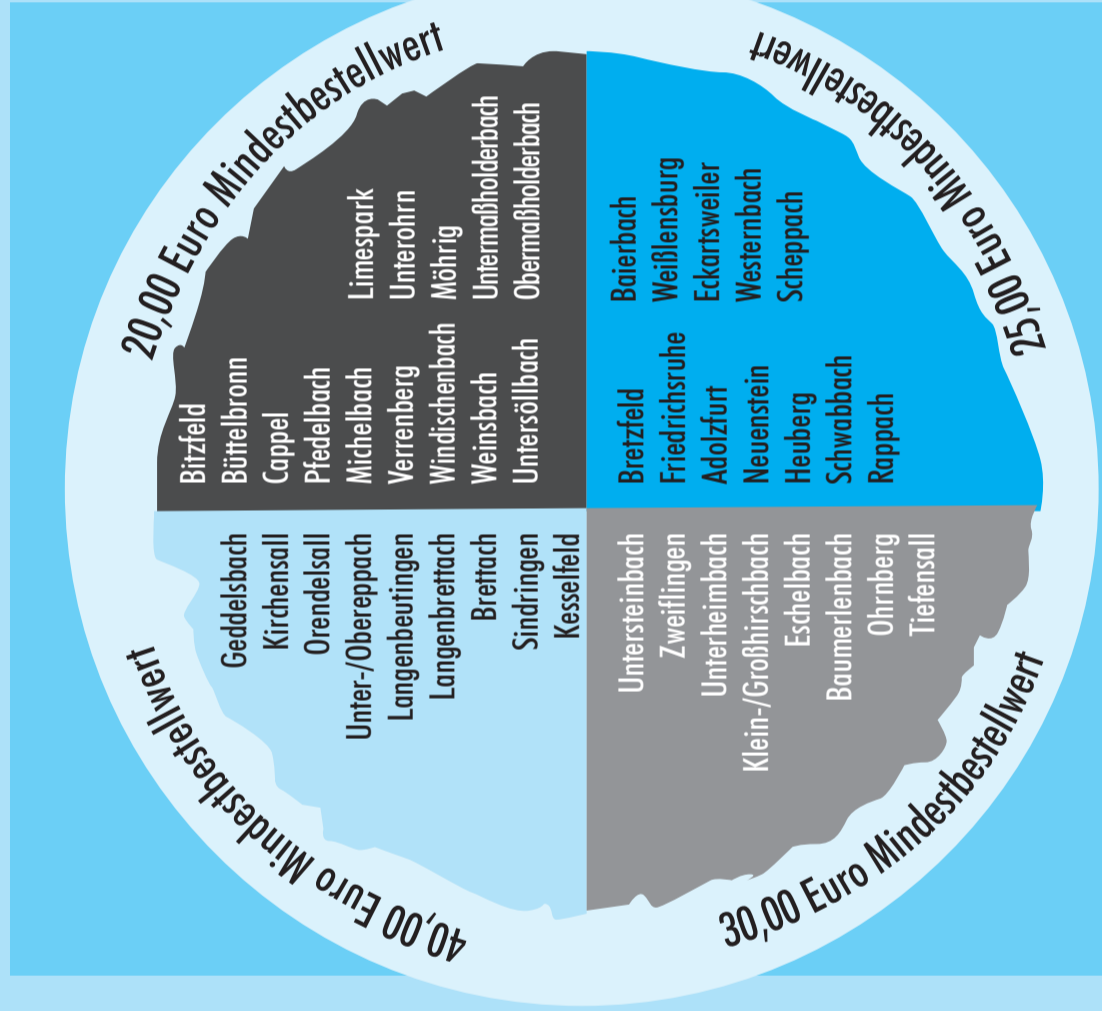 40,00 Euro Mindestbestellwert
Geddelsbach
Kirchensall
Orendelsall
Unter-/Obereppach
Langenbeutingen
Langenbrettach
Brettach
Sindringen
Kesselfeld
20,00 Euro Mindestbestellwert
Bitzfeld
Büttelbronn
Cappel
Pfedelbach
Michelbach
Verrenberg
Windischenbach
Weinsbach
Untersöllbach
Limespark
Unterohrn
Möhrig
Untermaßholderbach
Obermaßholderbach
30,00 Euro Mindestbestellwert
Untersteinbach
Zweiflingen
Unterheimbach
Klein-/Großhirschbach
Eschelbach
Baumerlenbach
Ohrnberg
Tiefensall
25,00 Euro Mindestbestellwert
Bretzfeld
Friedrichsruhe
Adolzfurt
Neuenstein
Heuberg
Schwabbach
Rappach
Baierbach
Weißlensburg
Eckartsweiler
Westernbach
Scheppach